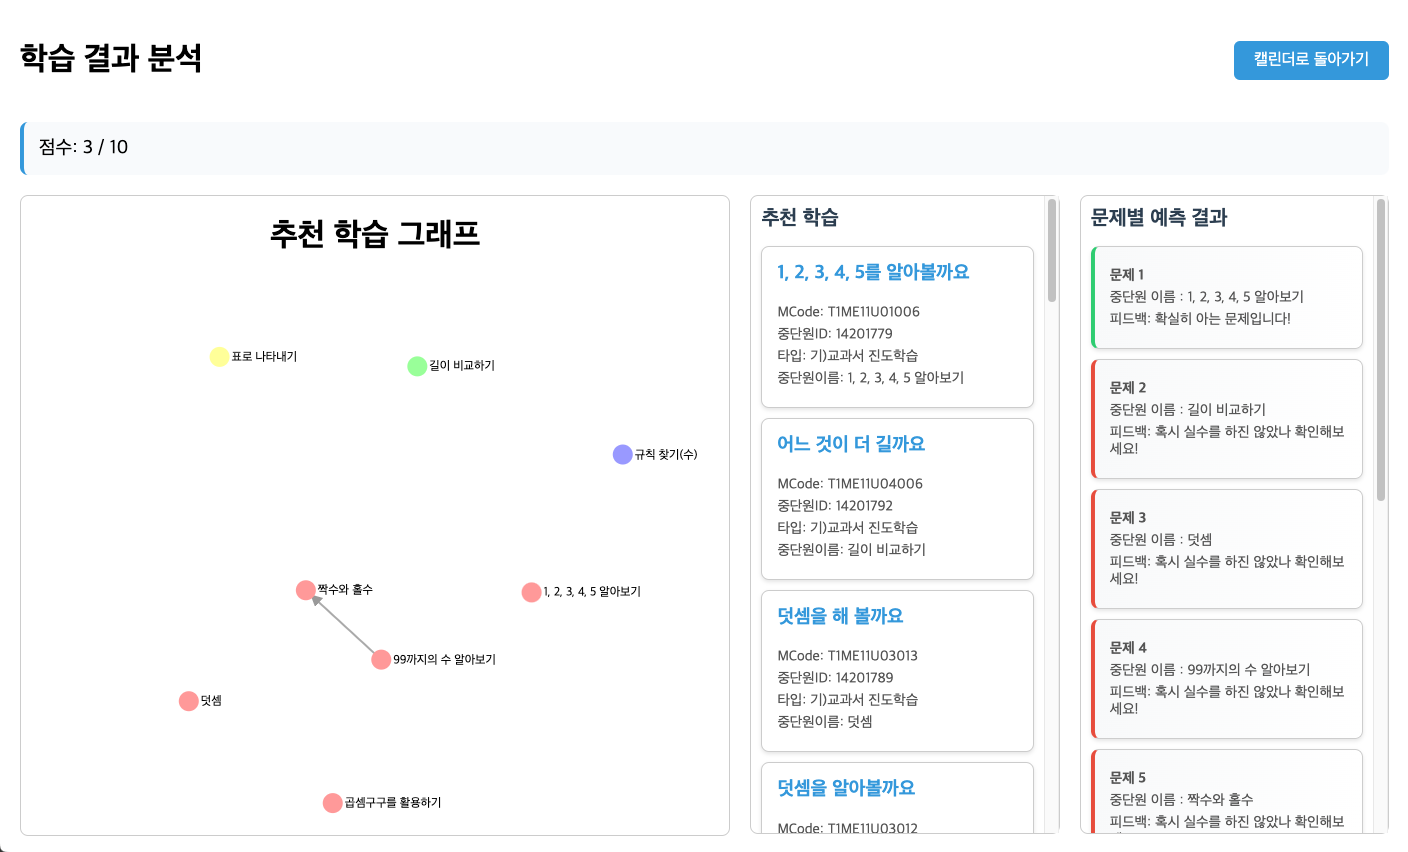 학습 결과 분석
캘린더로 돌아가기
점수: 3 / 10
추천 학습 그래프
표로 나타내기
길이 비교하기
규칙 찾기(수)
짝수와 홀수
1, 2, 3, 4, 5 알아보기
99까지의 수 알아보기
덧셈
곱셈구구를 활용하기
추천 학습
1, 2, 3, 4, 5를 알아볼까요
MCode: T1ME11U01006
중단원ID: 14201779
타입: 기)교과서 진도학습
중단원이름: 1, 2, 3, 4, 5 알아보기
어느 것이 더 길까요
MCode: T1ME11U04006
중단원ID: 14201792
타입: 기)교과서 진도학습
중단원이름: 길이 비교하기
덧셈을 해 볼까요
MCode: T1ME11U03013
중단원ID: 14201789
타입: 기)교과서 진도학습
중단원이름: 덧셈
덧셈을 알아볼까요
MCode: T1ME11U03012
문제별 예측 결과
문제 1
중단원 이름 : 1, 2, 3, 4, 5 알아보기
피드백: 확실히 아는 문제입니다!
문제 2
중단원 이름 : 길이 비교하기
피드백: 혹시 실수를 하진 않았나 확인해보
세요!
문제 3
중단원 이름 : 덧셈
피드백: 혹시 실수를 하진 않았나 확인해보
세요!
문제 4
중단원 이름 : 99까지의 수 알아보기
피드백: 혹시 실수를 하진 않았나 확인해보
세요!
문제 5
중단원 이름 : 짝수와 홀수
피드백: 혹시 실수를 하진 않았나 확인해보